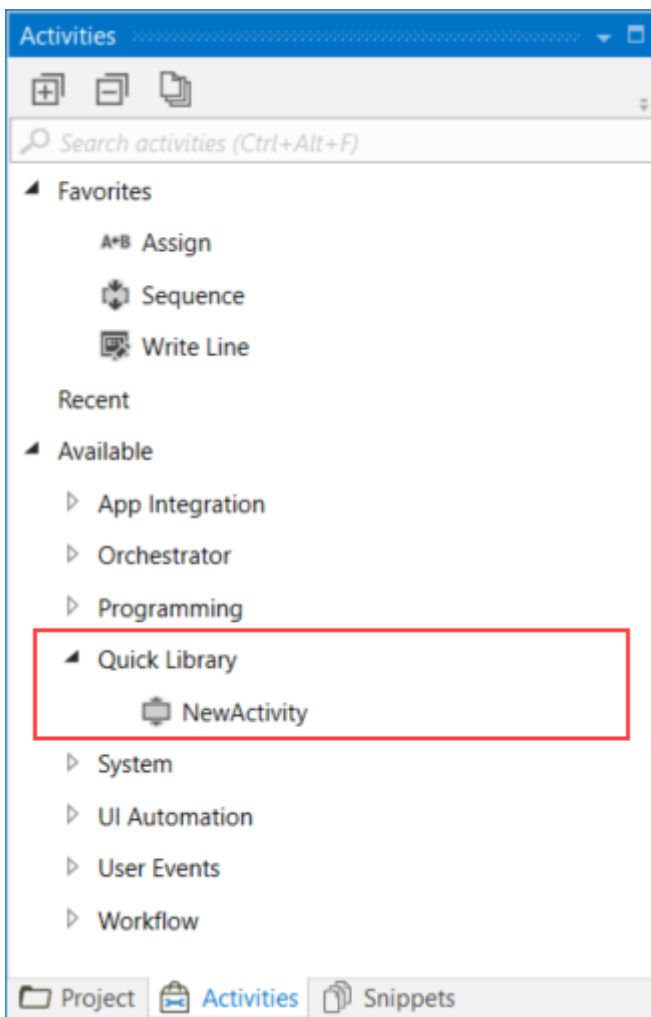 Activities
Search activities (Ctrl+Alt+F)
Favorites
A+B Assign
Sequence
Write Line
Recent
Available
App Integration
Orchestrator
Programming
Quick Library
NewActivity
System
UI Automation
User Events
Workflow
Project Activities Snippets